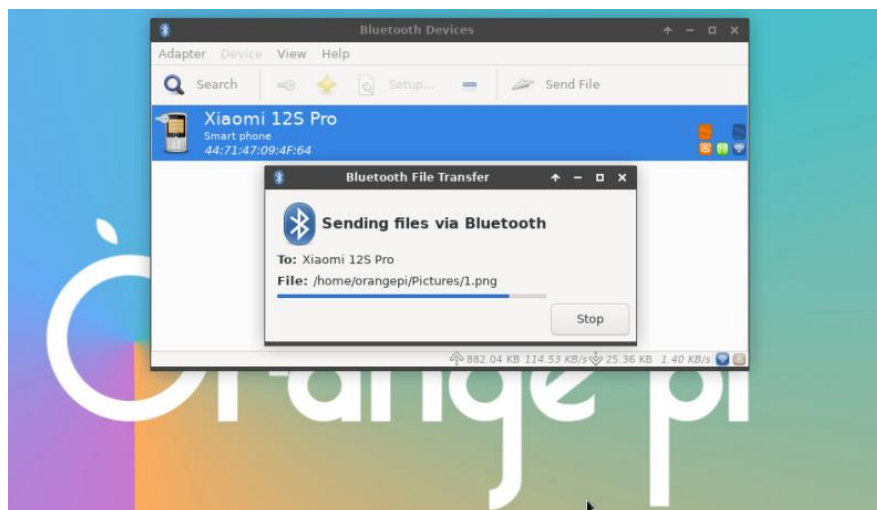 Bluetooth Devices
Adapter Device View Help
Search Setup... Send File
Xiaomi 12S Pro
Smart phone
44:71:47:09:4F:64
Bluetooth File Transfer
Sending files via Bluetooth
To: Xiaomi 12S Pro
File: /home/orangepi/Pictures/1.png
Stop
882.04 KB 114.53 KB/s 25.36 KB 1.40 KB/s
Orange pi